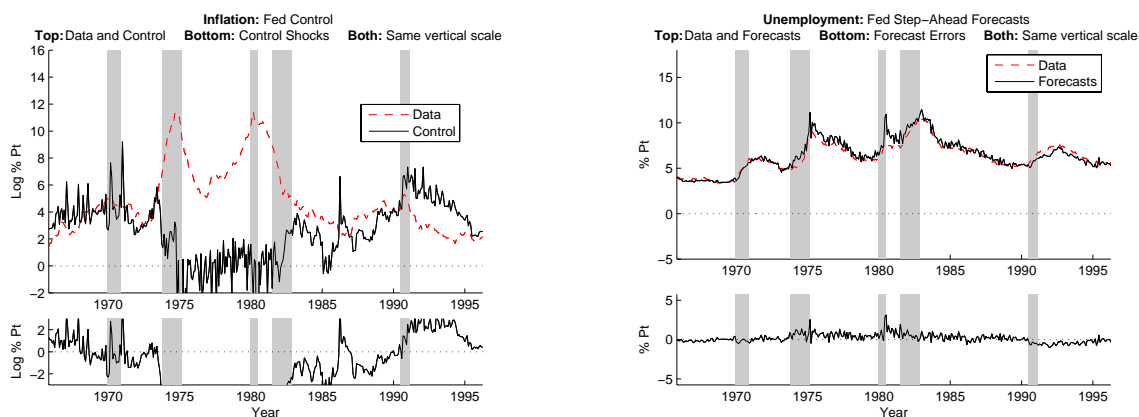 Inflation: Fed Control
Top:Data and Control Bottom: Control Shocks Both: Same vertical scale
16
14
12
10
8
6
4
2
0
−2
Log % Pt
Data
Control
1970 1975 1980 1985 1990 1995
2
0
−2
Log % Pt
1970 1975 1980 1985 1990 1995
Year
Unemployment: Fed Step−Ahead Forecasts
Top:Data and Forecasts Bottom: Forecast Errors Both: Same vertical scale
15
10
5
0
−5
% Pt
Data
Forecasts
1970 1975 1980 1985 1990 1995
5
0
−5
% Pt
1970 1975 1980 1985 1990 1995
Year